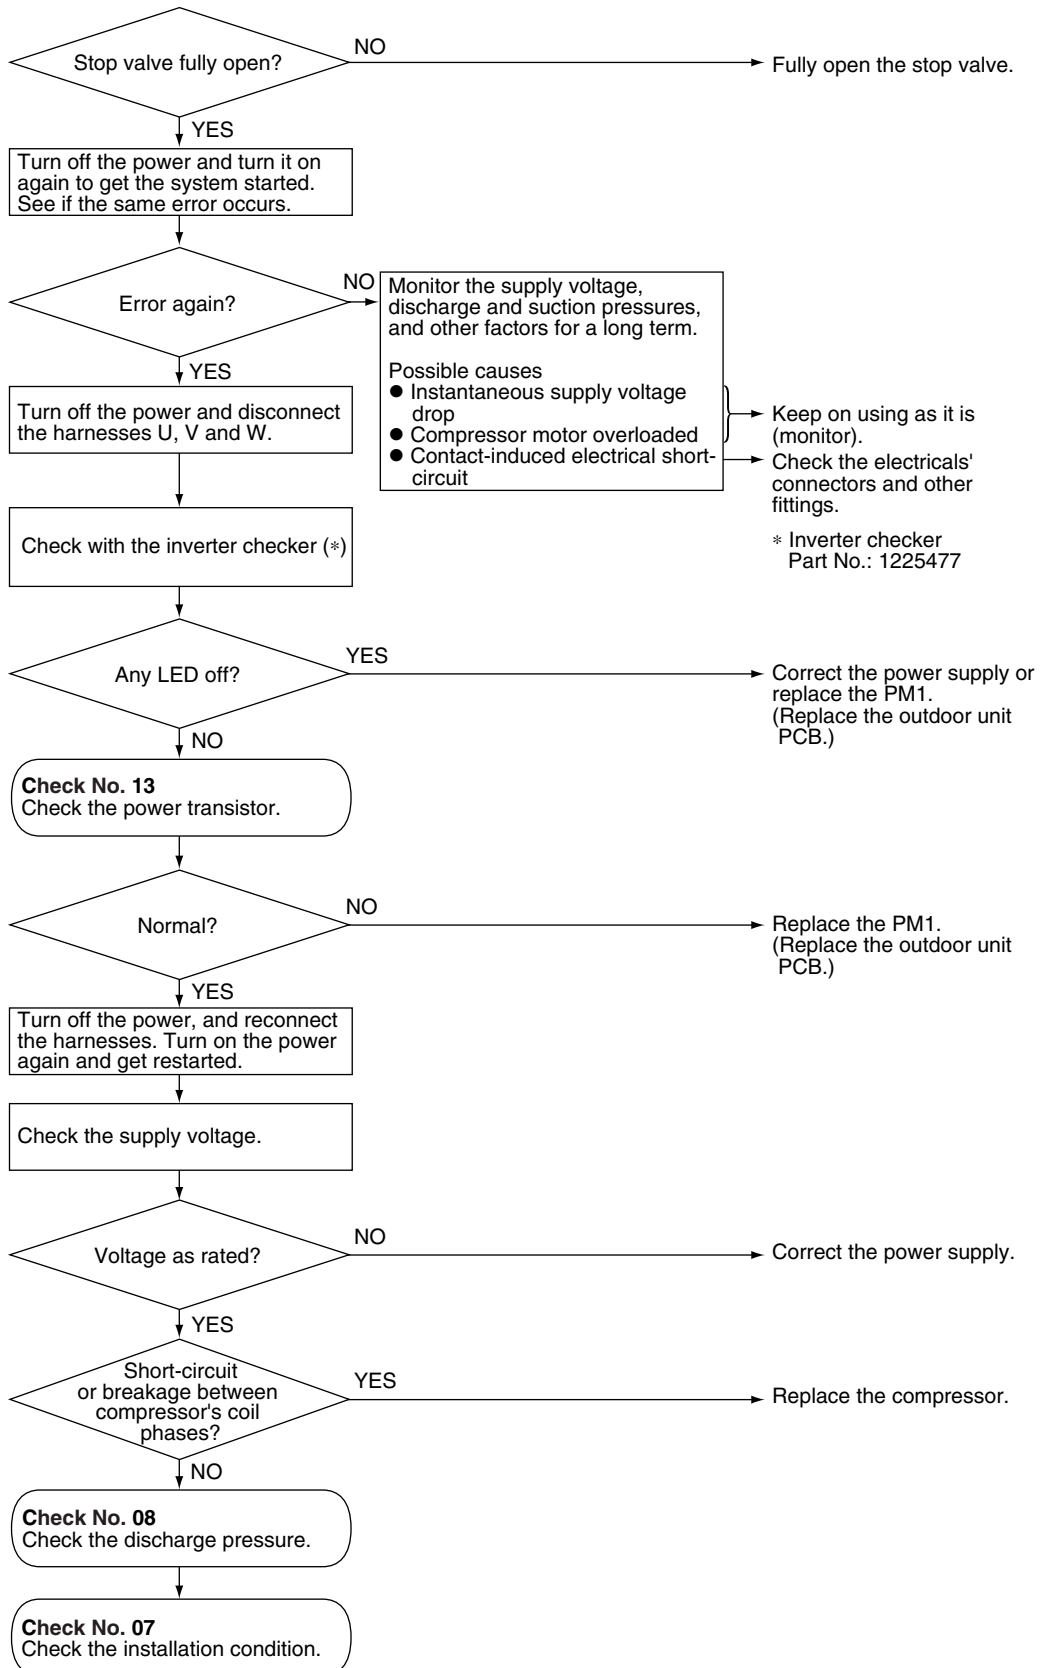 Stop valve fully open?
NO
Fully open the stop valve.
YES
Turn off the power and turn it on
again to get the system started.
See if the same error occurs.
Error again?
NO
Monitor the supply voltage,
discharge and suction pressures,
and other factors for a long term.
Possible causes
● Instantaneous supply voltage
drop
● Compressor motor overloaded
● Contact-induced electrical short-
circuit
Keep on using as it is
(monitor).
Check the electricals'
connectors and other
fittings.
* Inverter checker
Part No.: 1225477
YES
Turn off the power and disconnect
the harnesses U, V and W.
Check with the inverter checker (*)
Any LED off?
YES
Correct the power supply or
replace the PM1.
(Replace the outdoor unit
PCB.)
NO
Check No. 13
Check the power transistor.
Normal?
NO
Replace the PM1.
(Replace the outdoor unit
PCB.)
YES
Turn off the power, and reconnect
the harnesses. Turn on the power
again and get restarted.
Check the supply voltage.
Voltage as rated?
NO
Correct the power supply.
YES
Short-circuit
or breakage between
compressor's coil
phases?
YES
Replace the compressor.
NO
Check No. 08
Check the discharge pressure.
Check No. 07
Check the installation condition.